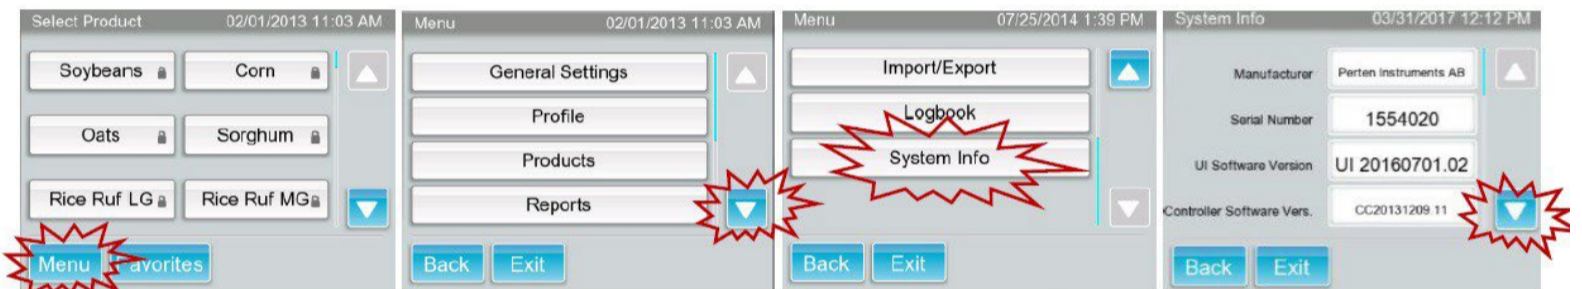 Select Product 02/01/2013 11:03 AM
Soybeans Corn
Oats Sorghum
Rice Ruf LG Rice Ruf MG
Menu Favorites
Menu 02/01/2013 11:03 AM
General Settings
Profile
Products
Reports
Back Exit
Menu 07/25/2014 1:39 PM
Import/Export
Logbook
System Info
Back Exit
System Info 03/31/2017 12:12 PM
Manufacturer Perten Instruments AB
Serial Number 1554020
UI Software Version UI 20160701.02
Controller Software Vers. CC20131209.11
Back Exit